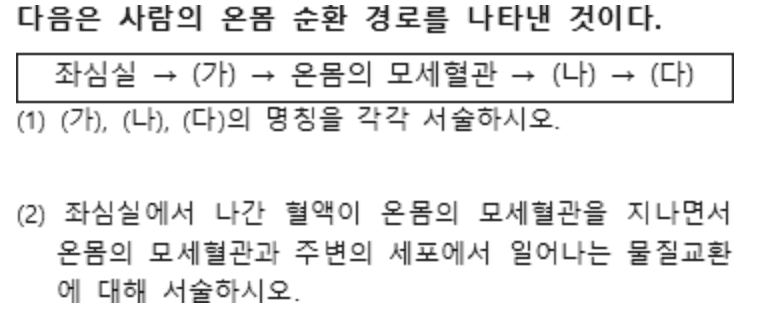 다음은 사람의 온몸 순환 경로를 나타낸 것이다.
좌심실 → (가) → 온몸의 모세혈관 → (나) → (다)
(1) (가), (나), (다)의 명칭을 각각 서술하시오.
(2) 좌심실에서 나간 혈액이 온몸의 모세혈관을 지나면서
온몸의 모세혈관과 주변의 세포에서 일어나는 물질교환
에 대해 서술하시오.